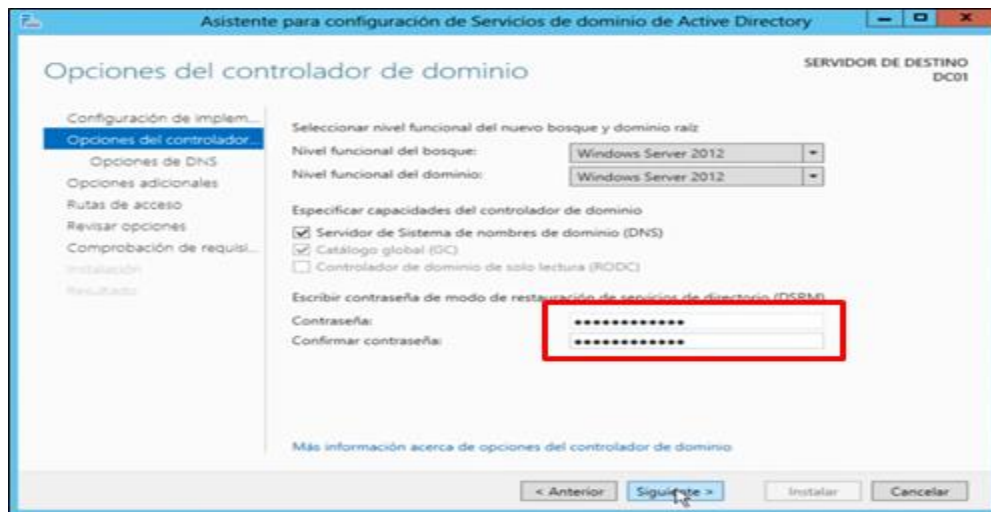 Asistente para configuración de Servicios de dominio de Active Directory
Opciones del controlador de dominio
SERVIDOR DE DESTINO
DC01
Configuración de implem...
Opciones del controlador...
Opciones de DNS
Opciones adicionales
Rutas de acceso
Revisar opciones
Comprobación de requisi...
Instalación
Resultado
Seleccionar nivel funcional del nuevo bosque y dominio raíz
Nivel funcional del bosque: Windows Server 2012
Nivel funcional del dominio: Windows Server 2012
Especificar capacidades del controlador de dominio
Servidor de Sistema de nombres de dominio (DNS)
Catálogo global (GC)
Controlador de dominio de solo lectura (RODC)
Escribir contraseña de modo de restauración de servicios de directorio (DSRM)
Contraseña: ••••••••••••
Confirmar contraseña: ••••••••••••
Más información acerca de opciones del controlador de dominio
< Anterior Siguiente > Instalar Cancelar